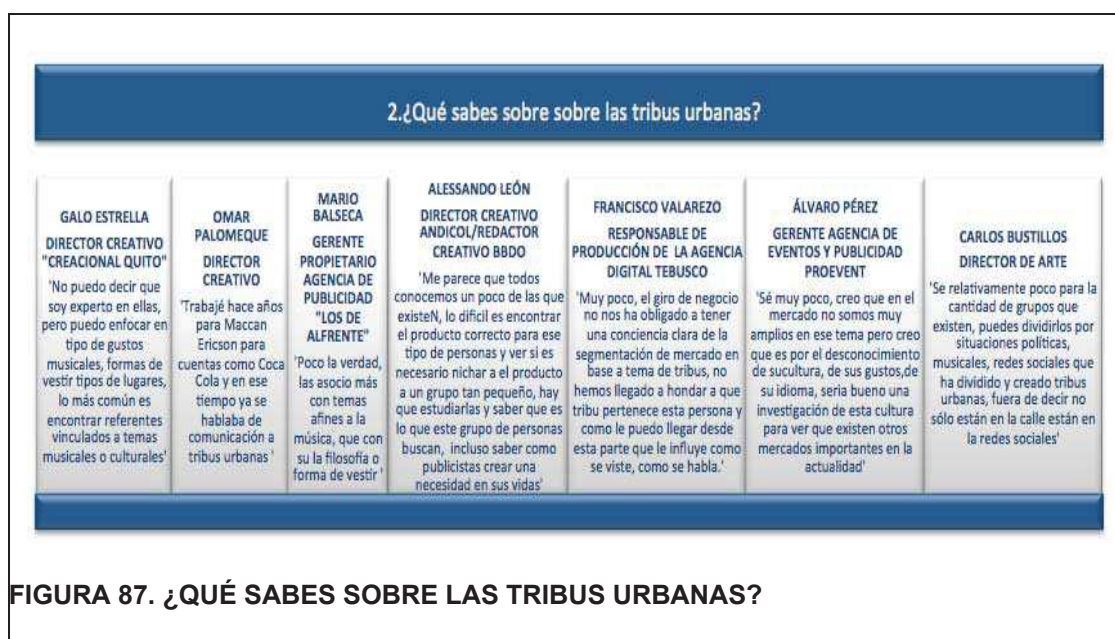 2.¿Qué sabes sobre sobre las tribus urbanas?
GALO ESTRELLA
DIRECTOR CREATIVO
"CREACIONAL QUITO"
'No puedo decir que
soy experto en ellas,
pero puedo enfocar en
tipo de gustos
musicales, formas de
vestir tipos de lugares,
lo más común es
encontrar referentes
vinculados a temas
musicales o culturales'
OMAR
PALOMEQUE
DIRECTOR
CREATIVO
'Trabajé hace años
para Maccan
Ericson para
cuentas como Coca
Cola y en ese
tiempo ya se
hablaba de
comunicación a
tribus urbanas '
MARIO
BALSECA
GERENTE
PROPIETARIO
AGENCIA DE
PUBLICIDAD
"LOS DE
ALFRENTE"
'Poco la verdad,
las asocio más
con temas
afines a la
música, que con
su la filosofía o
forma de vestir '
ALESSANDO LEÓN
DIRECTOR CREATIVO
ANDICOL/REDACTOR
CREATIVO BBDO
'Me parece que todos
conocemos un poco de las que
existeN, lo dificil es encontrar
el producto correcto para ese
tipo de personas y ver si es
necesario nichar a el producto
a un grupo tan pequeño, hay
que estudiarlas y saber que es
lo que este grupo de personas
buscan, incluso saber como
publicistas crear una
necesidad en sus vidas'
FRANCISCO VALAREZO
RESPONSABLE DE
PRODUCCIÓN DE LA AGENCIA
DIGITAL TEBUSCO
'Muy poco, el giro de negocio
no nos ha obligado a tener
una conciencia clara de la
segmentación de mercado en
base a tema de tribus, no
hemos llegado a hondar a que
tribu pertenece esta persona y
como le puedo llegar desde
esta parte que le influye como
se viste, como se habla.'
ÁLVARO PÉREZ
GERENTE AGENCIA DE
EVENTOS Y PUBLICIDAD
PROEVENT
'Sé muy poco, creo que en el
mercado no somos muy
amplios en ese tema pero creo
que es por el desconocimiento
de sucultura, de sus gustos,de
su idioma, seria bueno una
investigación de esta cultura
para ver que existen otros
mercados importantes en la
actualidad'
CARLOS BUSTILLOS
DIRECTOR DE ARTE
'Se relativamente poco para la
cantidad de grupos que
existen, puedes dividirlos por
situaciones políticas,
musicales, redes sociales que
ha dividido y creado tribus
urbanas, fuera de decir no
sólo están en la calle están en
la redes sociales'
FIGURA 87. ¿QUÉ SABES SOBRE LAS TRIBUS URBANAS?